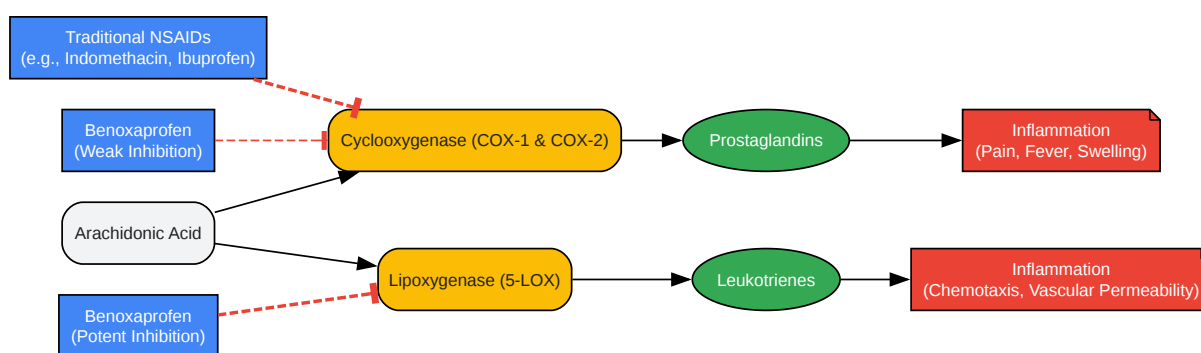 Traditional NSAIDs
(e.g., Indomethacin, Ibuprofen)
Benoxaprofen
(Weak Inhibition)
Cyclooxygenase (COX-1 & COX-2)
Prostaglandins
Inflammation
(Pain, Fever, Swelling)
Arachidonic Acid
Lipoxygenase (5-LOX)
Leukotrienes
Inflammation
(Chemotaxis, Vascular Permeability)
Benoxaprofen
(Potent Inhibition)